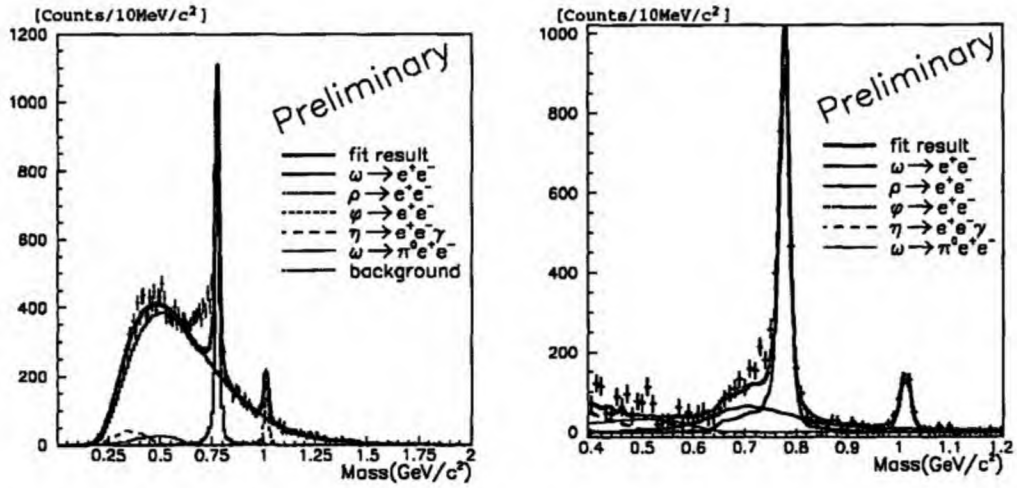 [Counts/10MeV/c²]
1200
1000
800
600
400
200
0
Preliminary
fit result
ω→e⁺e⁻
ρ→e⁺e⁻
φ→e⁺e⁻
η→e⁺e⁻γ
ω→π⁰e⁺e⁻
background
0.25 0.5 0.75 1 1.25 1.5 1.75 2
Mass(GeV/c²)
[Counts/10MeV/c²]
1000
800
600
400
200
0
Preliminary
fit result
ω→e⁺e⁻
ρ→e⁺e⁻
φ→e⁺e⁻
η→e⁺e⁻γ
ω→π⁰e⁺e⁻
0.4 0.5 0.6 0.7 0.8 0.9 1 1.1 1.2
Mass(GeV/c²)